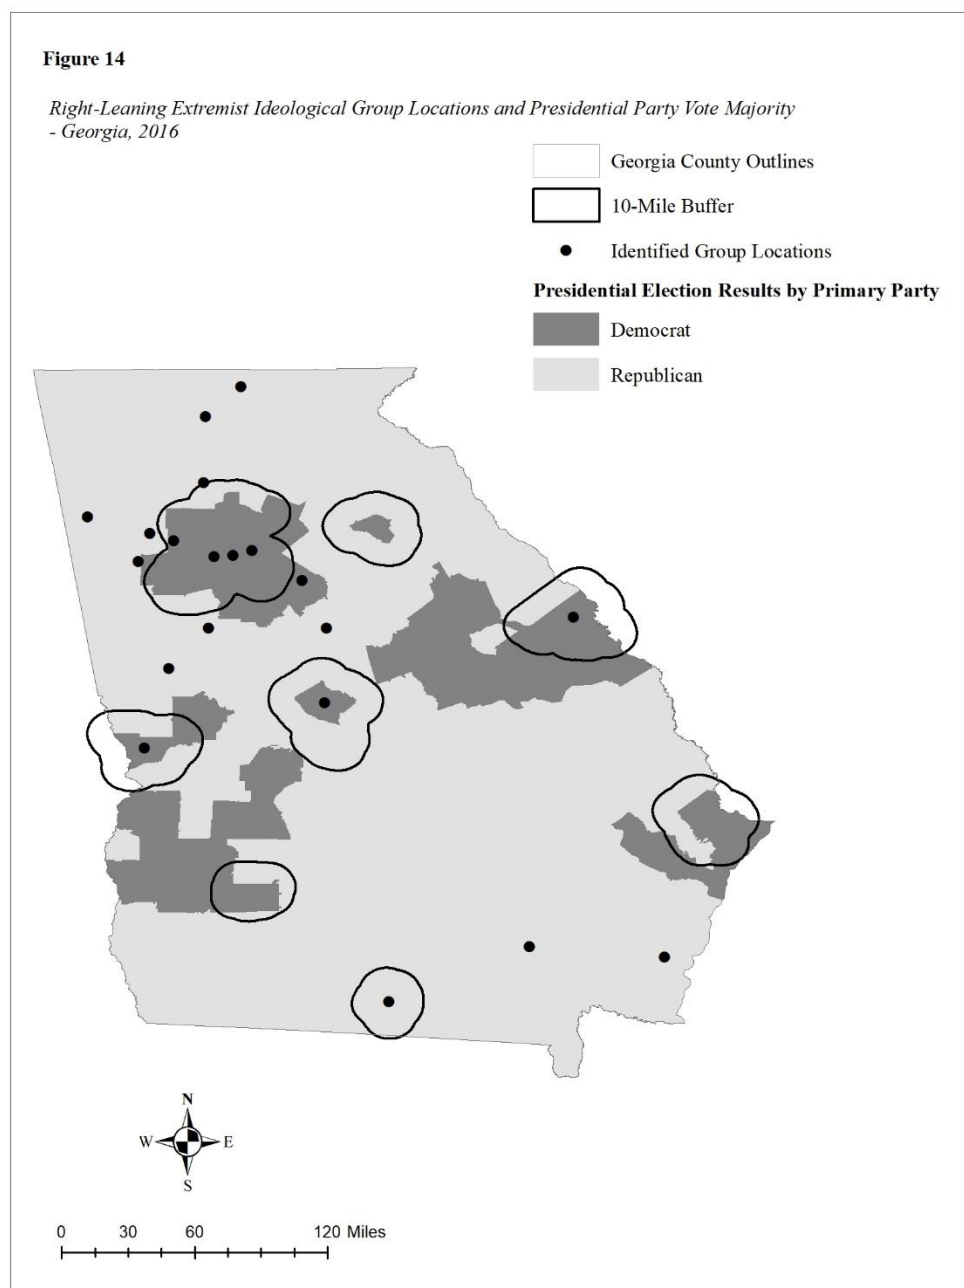 Figure 14
Right-Leaning Extremist Ideological Group Locations and Presidential Party Vote Majority
- Georgia, 2016
Georgia County Outlines
10-Mile Buffer
Identified Group Locations
Presidential Election Results by Primary Party
Democrat
Republican
N
W E
S
0 30 60 120 Miles